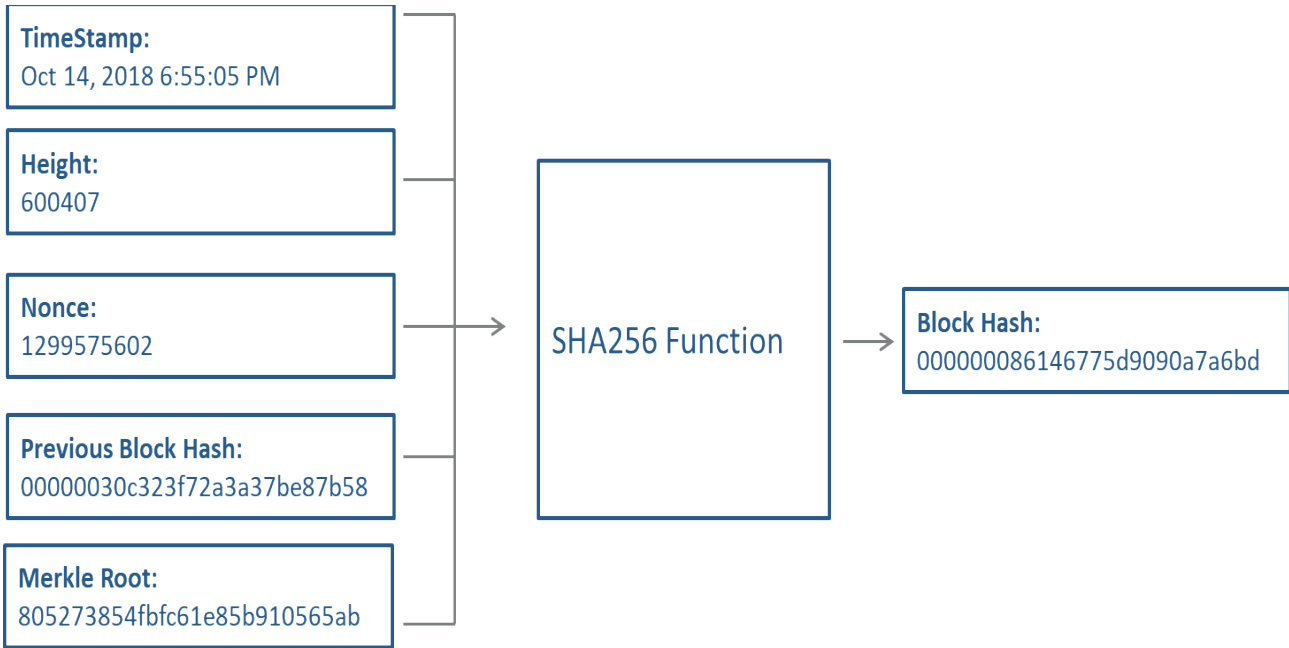 TimeStamp:
Oct 14, 2018 6:55:05 PM
Height:
600407
Nonce:
1299575602
Previous Block Hash:
00000030c323f72a3a37be87b58
Merkle Root:
805273854fbfc61e85b910565ab
SHA256 Function
Block Hash:
000000086146775d9090a7a6bd